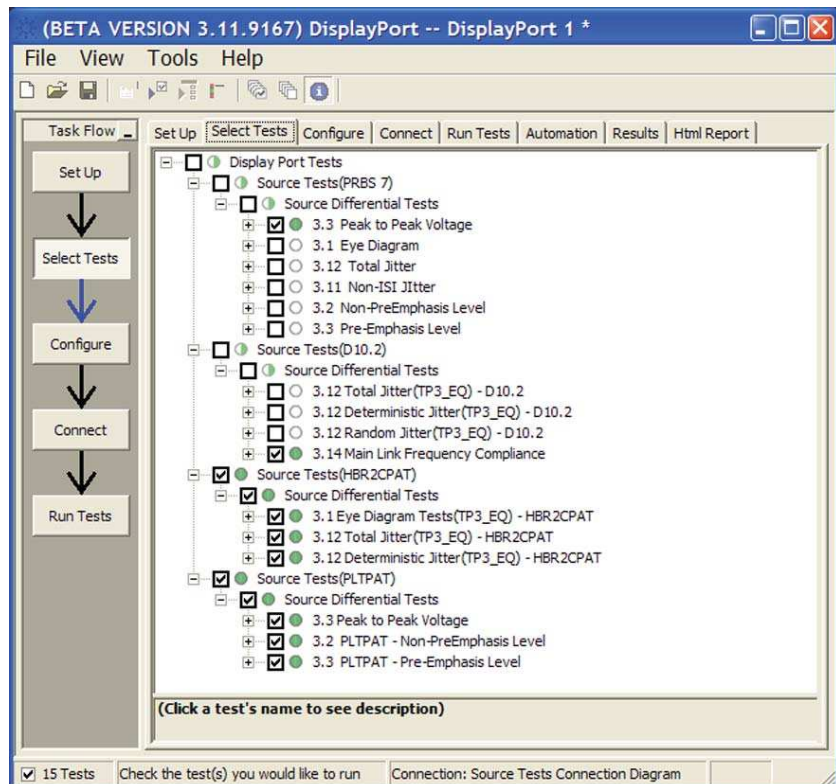 (BETA VERSION 3.11.9167) DisplayPort -- DisplayPort 1 *
File View Tools Help
Task Flow
Set Up
Select Tests
Configure
Connect
Run Tests
Set Up Select Tests Configure Connect Run Tests Automation Results Html Report
Display Port Tests
Source Tests(PRBS 7)
Source Differential Tests
3.3 Peak to Peak Voltage
3.1 Eye Diagram
3.12 Total Jitter
3.11 Non-ISI JItter
3.2 Non-PreEmphasis Level
3.3 Pre-Emphasis Level
Source Tests(D10.2)
Source Differential Tests
3.12 Total Jitter(TP3_EQ) - D10.2
3.12 Deterministic Jitter(TP3_EQ) - D10.2
3.12 Random Jitter(TP3_EQ) - D10.2
3.14 Main Link Frequency Compliance
Source Tests(HBR2CPAT)
Source Differential Tests
3.1 Eye Diagram Tests(TP3_EQ) - HBR2CPAT
3.12 Total Jitter(TP3_EQ) - HBR2CPAT
3.12 Deterministic Jitter(TP3_EQ) - HBR2CPAT
Source Tests(PLTPAT)
Source Differential Tests
3.3 Peak to Peak Voltage
3.2 PLTPAT - Non-PreEmphasis Level
3.3 PLTPAT - Pre-Emphasis Level
(Click a test's name to see description)
15 Tests Check the test(s) you would like to run Connection: Source Tests Connection Diagram